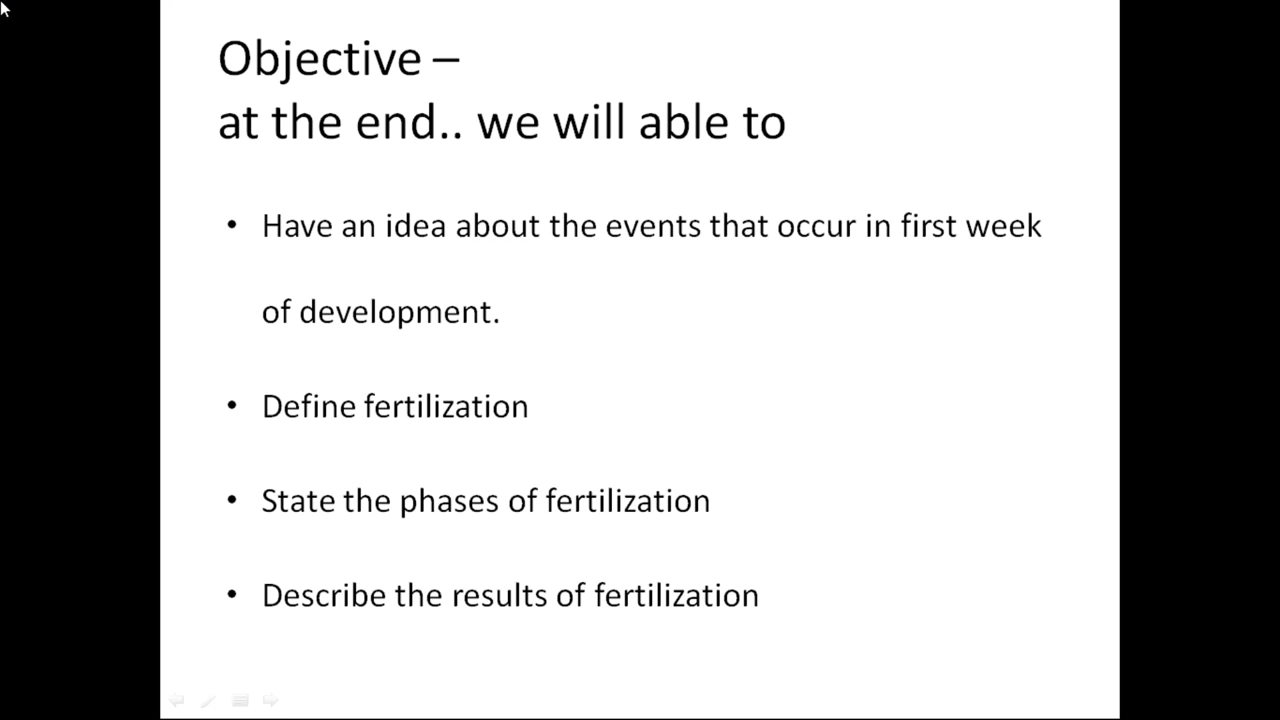 Objective –
at the end.. we will able to
• Have an idea about the events that occur in first week
of development.
• Define fertilization
• State the phases of fertilization
• Describe the results of fertilization